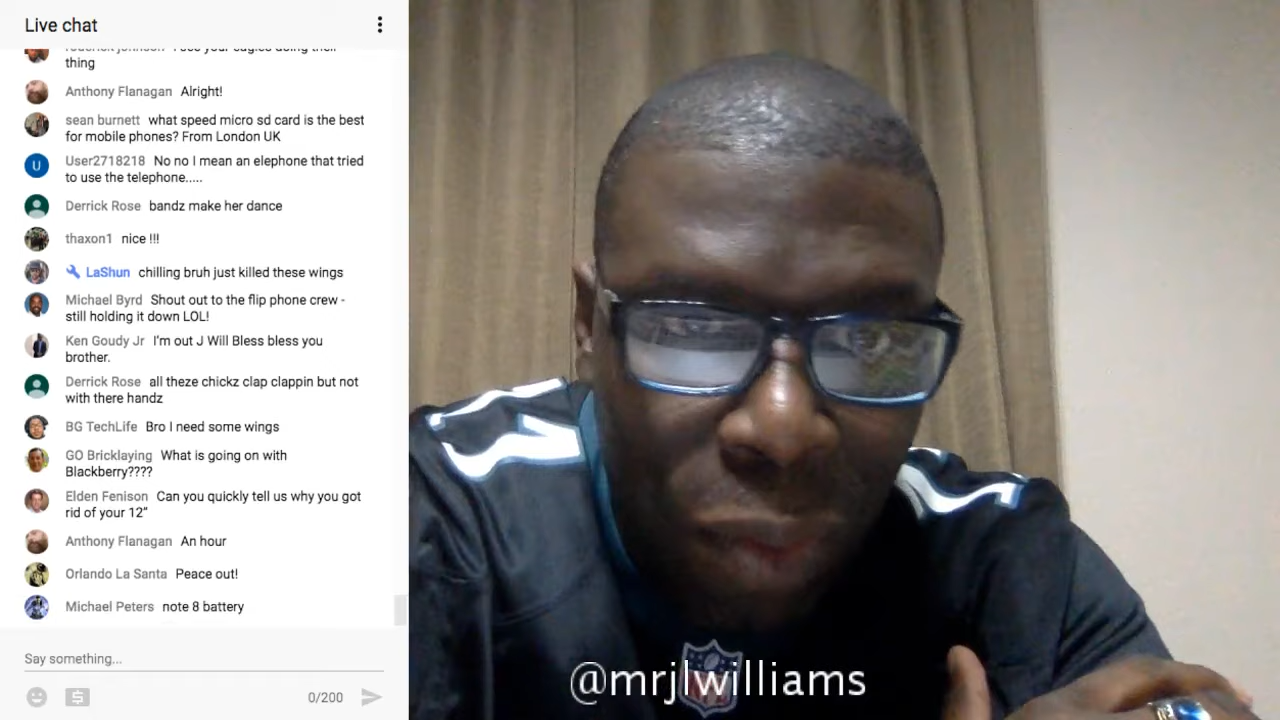 Live chat
thing
Anthony Flanagan Alright!
sean burnett what speed micro sd card is the best
for mobile phones? From London UK
U User2718218 No no I mean an elephone that tried
to use the telephone.....
Derrick Rose bandz make her dance
thaxon1 nice !!!
LaShun chilling bruh just killed these wings
Michael Byrd Shout out to the flip phone crew -
still holding it down LOL!
Ken Goudy Jr I'm out J Will Bless bless you
brother.
Derrick Rose all theze chickz clap clappin but not
with there handz
BG TechLife Bro I need some wings
GO Bricklaying What is going on with
Blackberry????
Elden Fenison Can you quickly tell us why you got
rid of your 12”
Anthony Flanagan An hour
Orlando La Santa Peace out!
Michael Peters note 8 battery
Say something...
0/200
NFL
@mrjlwilliams